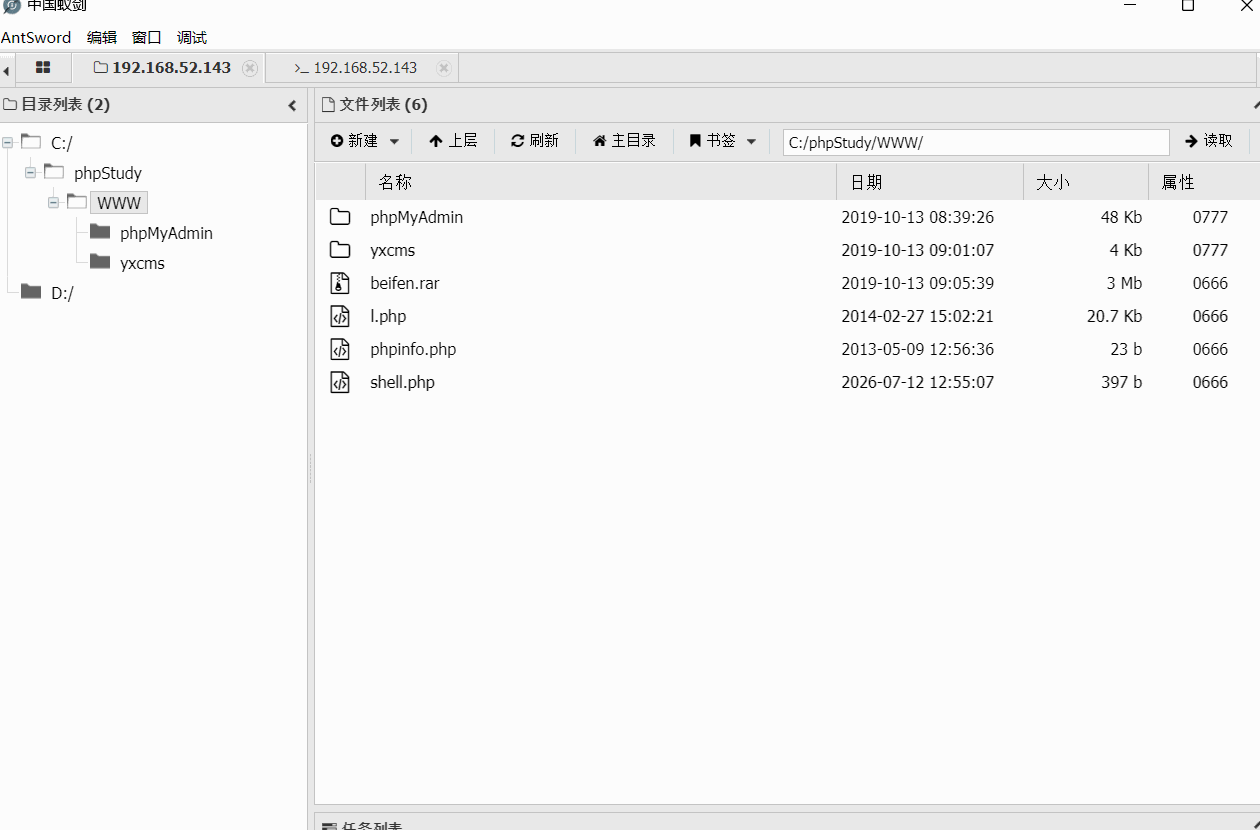 中国蚁剑
AntSword 编辑 窗口 调试
192.168.52.143 >_ 192.168.52.143
目录列表 (2)
C:/
phpStudy
WWW
phpMyAdmin
yxcms
D:/
文件列表 (6)
新建 上层 刷新 主目录 书签 C:/phpStudy/WWW/ 读取
名称 日期 大小 属性
phpMyAdmin 2019-10-13 08:39:26 48 Kb 0777
yxcms 2019-10-13 09:01:07 4 Kb 0777
beifen.rar 2019-10-13 09:05:39 3 Mb 0666
l.php 2014-02-27 15:02:21 20.7 Kb 0666
phpinfo.php 2013-05-09 12:56:36 23 b 0666
shell.php 2026-07-12 12:55:07 397 b 0666
任务列表